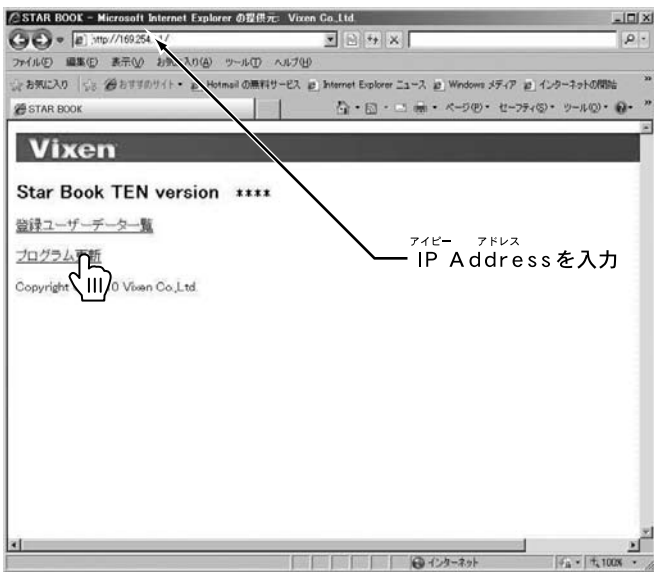 STAR BOOK - Microsoft Internet Explorer の提供元: Vixen Co.,Ltd.
ファイル(F) 編集(E) 表示(V) お気に入り(A) ツール(T) ヘルプ(H)
お気に入り おすすめサイト Hotmail の無料サービス Internet Explorer ニュース Windows メディア インターネットの開始
STAR BOOK ページ(P) セーフティ(S) ツール(O)
Vixen
Star Book TEN version ****
登録ユーザーデータ一覧
プログラム更新
アイピー アドレス
IP Addressを入力
Copyright 0 Vixen Co.,Ltd.
インターネット 100%